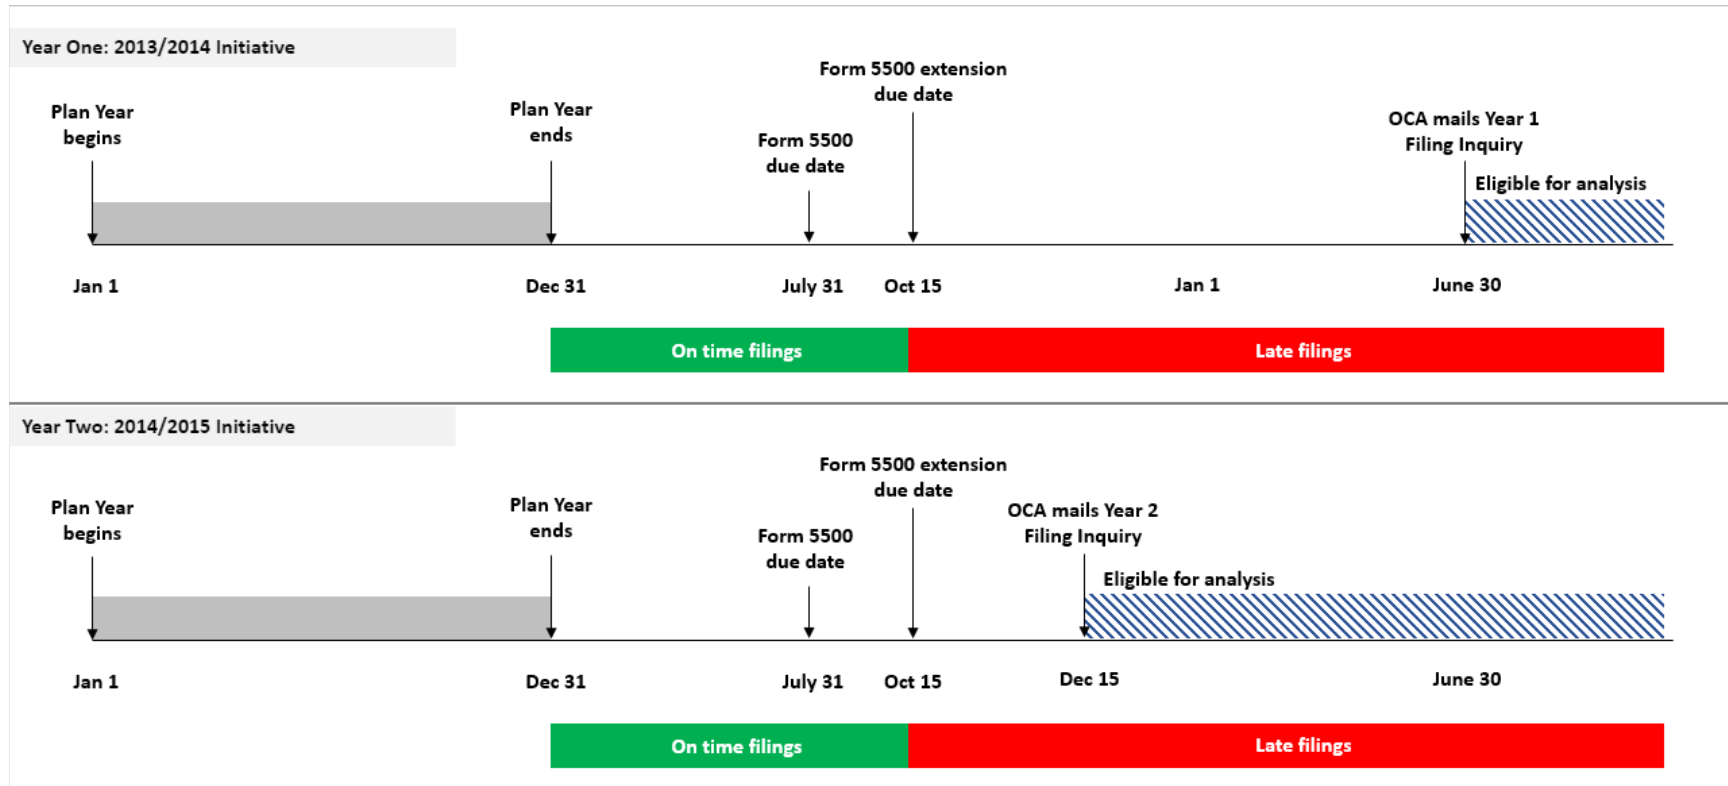 Year One: 2013/2014 Initiative
Form 5500 extension
due date
Plan Year
begins
Plan Year
ends
Form 5500
due date
OCA mails Year 1
Filing Inquiry
Eligible for analysis
Jan 1
Dec 31
July 31
Oct 15
Jan 1
June 30
On time filings
Late filings
Year Two: 2014/2015 Initiative
Form 5500 extension
due date
Plan Year
begins
Plan Year
ends
Form 5500
due date
OCA mails Year 2
Filing Inquiry
Eligible for analysis
Jan 1
Dec 31
July 31
Oct 15
Dec 15
June 30
On time filings
Late filings